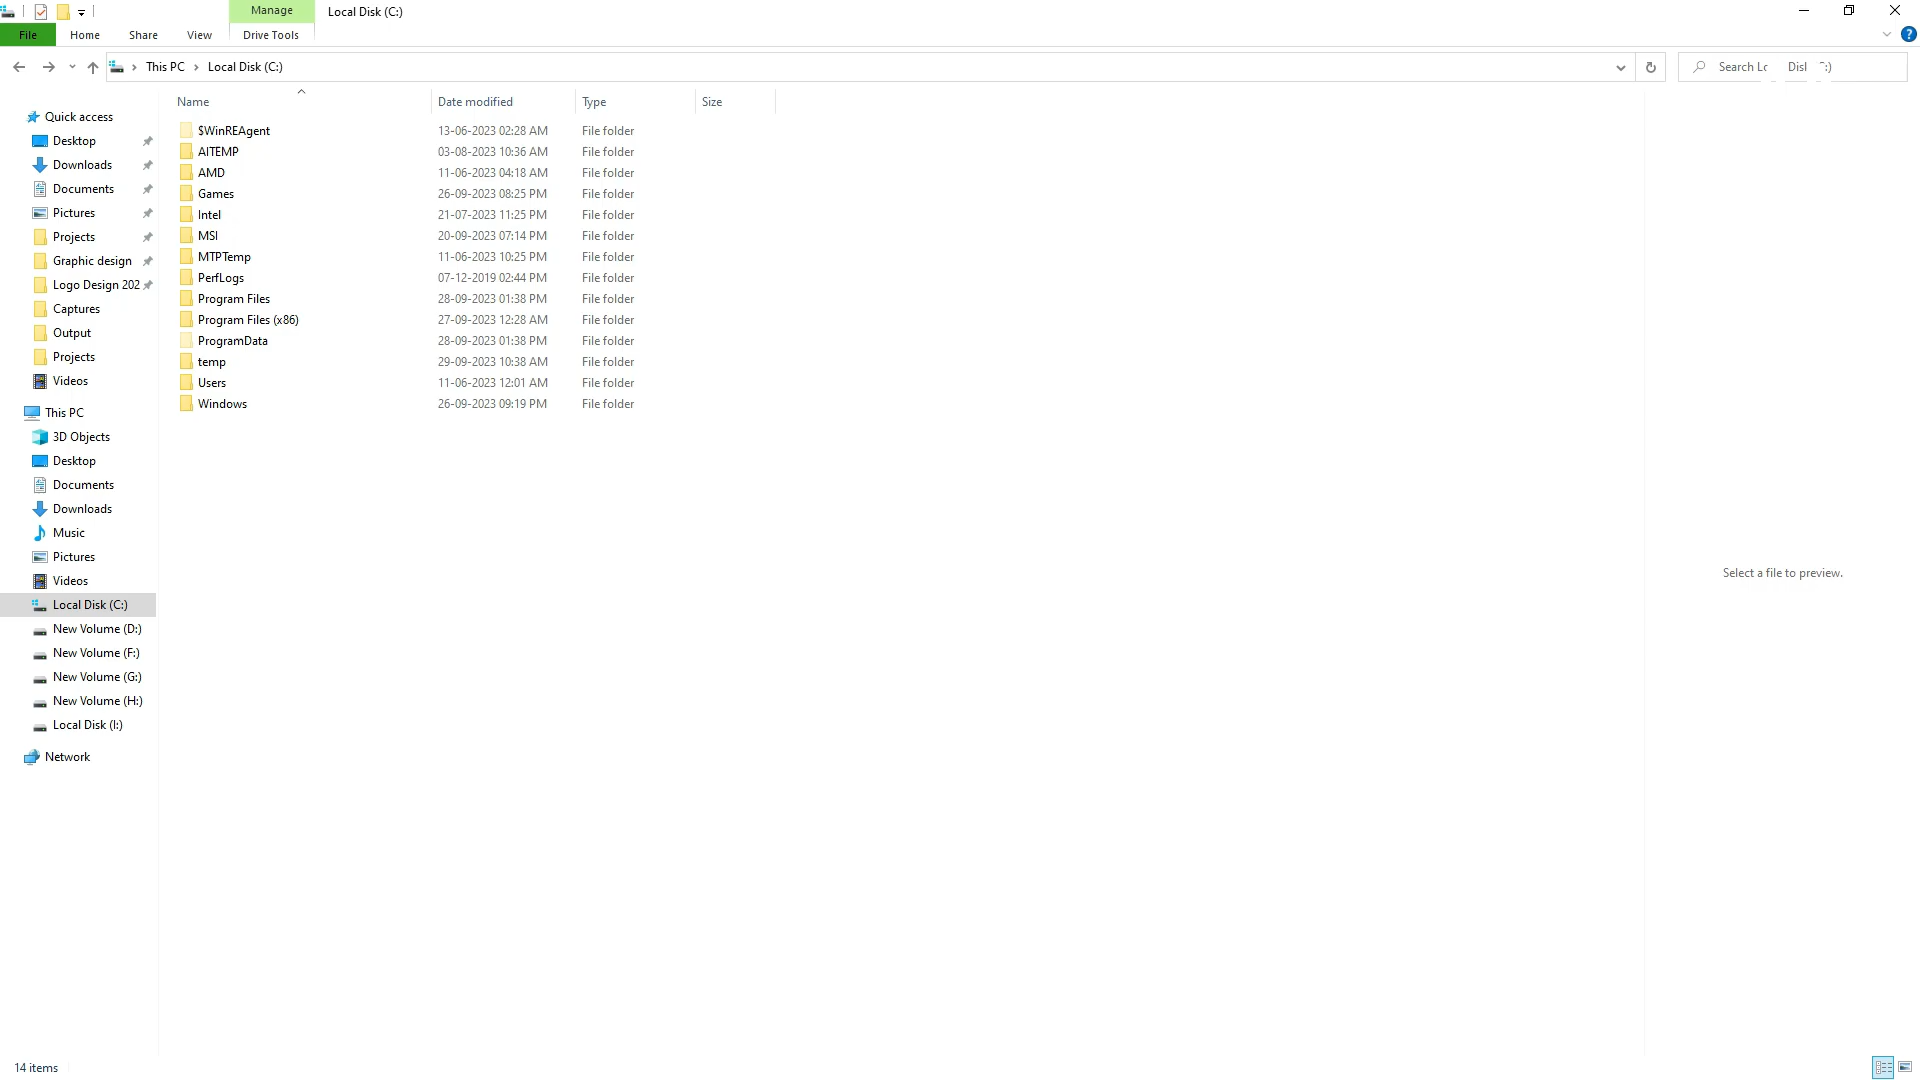 Manage Local Disk (C:)
File Home Share View Drive Tools
This PC Local Disk (C:) Search Lc Disl :)
Name Date modified Type Size
Quick access
Desktop
Downloads
Documents
Pictures
Projects
Graphic design
Logo Design 202
Captures
Output
Projects
Videos
This PC
3D Objects
Desktop
Documents
Downloads
Music
Pictures
Videos
Local Disk (C:)
New Volume (D:)
New Volume (F:)
New Volume (G:)
New Volume (H:)
Local Disk (I:)
Network
$WinREAgent 13-06-2023 02:28 AM File folder
AITEMP 03-08-2023 10:36 AM File folder
AMD 11-06-2023 04:18 AM File folder
Games 26-09-2023 08:25 PM File folder
Intel 21-07-2023 11:25 PM File folder
MSI 20-09-2023 07:14 PM File folder
MTPTemp 11-06-2023 10:25 PM File folder
PerfLogs 07-12-2019 02:44 PM File folder
Program Files 28-09-2023 01:38 PM File folder
Program Files (x86) 27-09-2023 12:28 AM File folder
ProgramData 28-09-2023 01:38 PM File folder
temp 29-09-2023 10:38 AM File folder
Users 11-06-2023 12:01 AM File folder
Windows 26-09-2023 09:19 PM File folder
Select a file to preview.
14 items